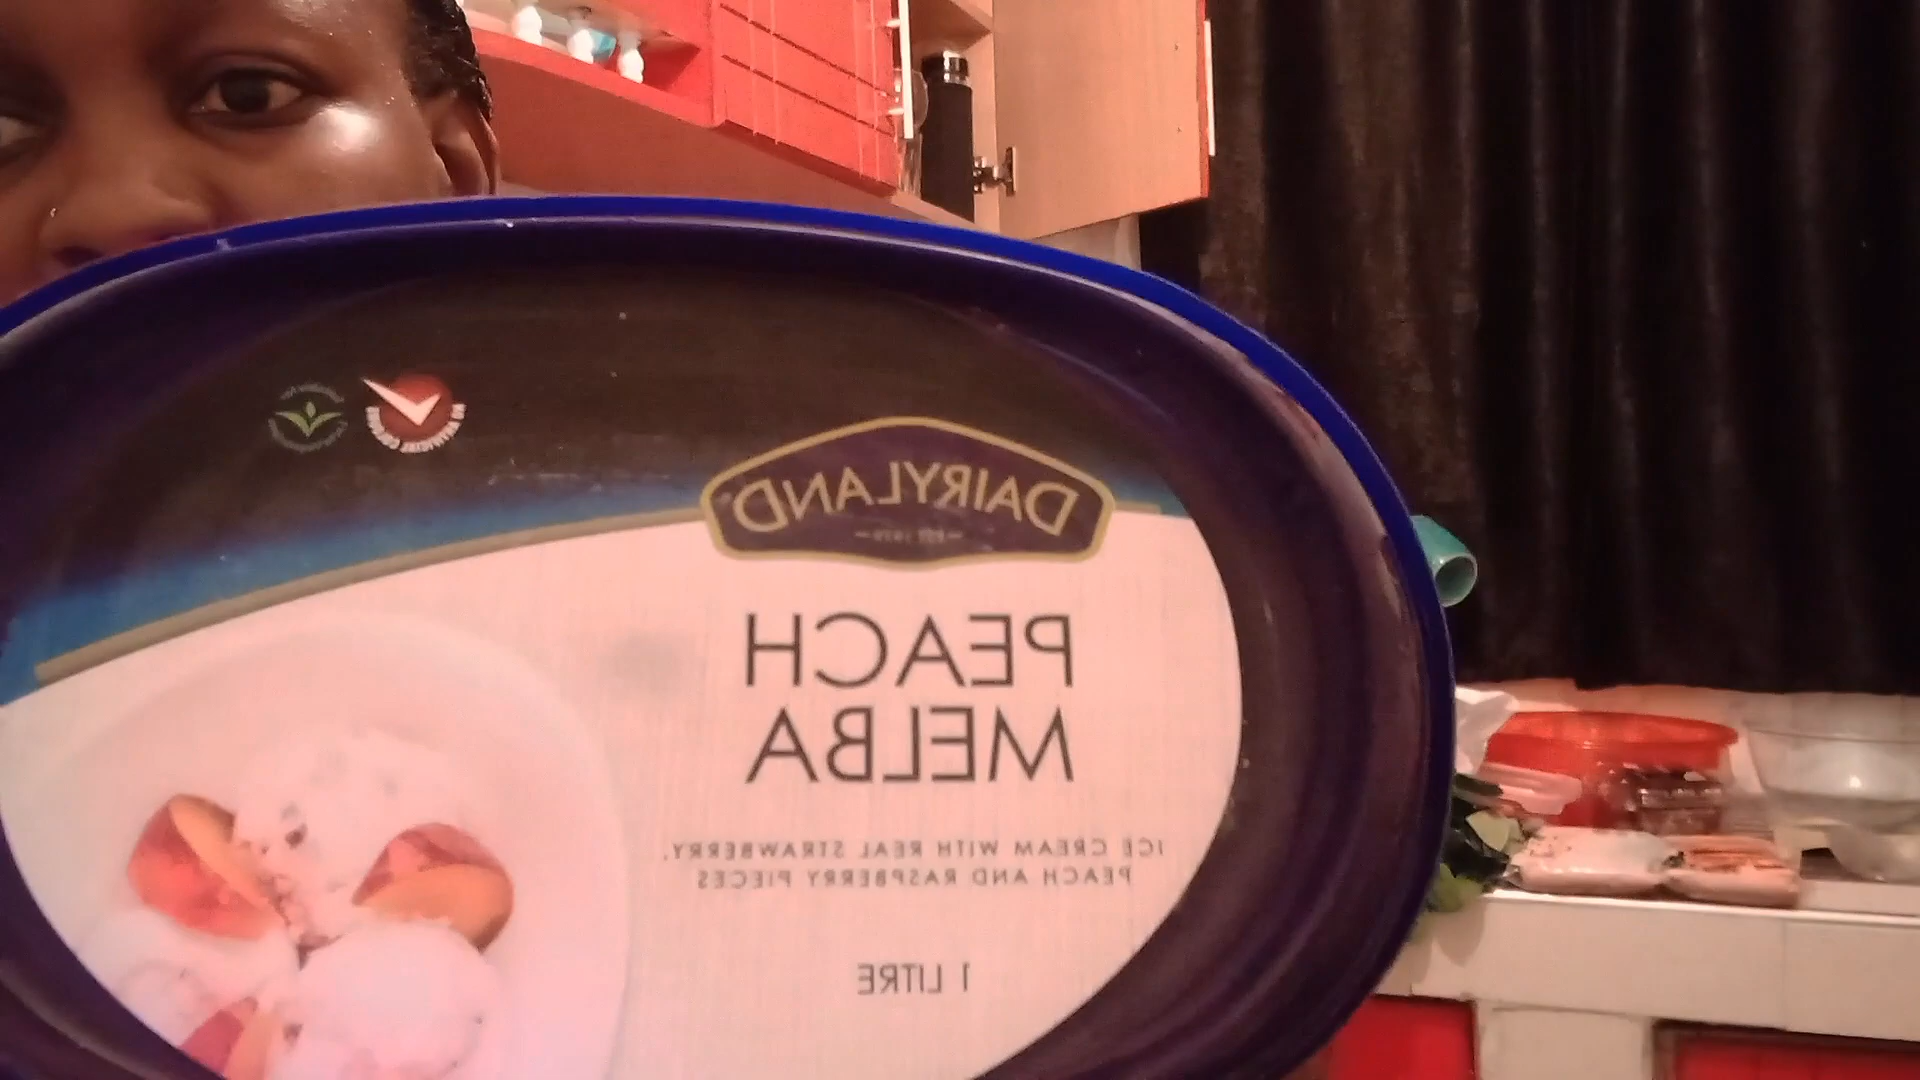 DAIRYLAND
PEACH
MELBA
ICE CREAM WITH REAL STRAWBERRY,
PEACH AND RASPBERRY PIECES
1 LITRE